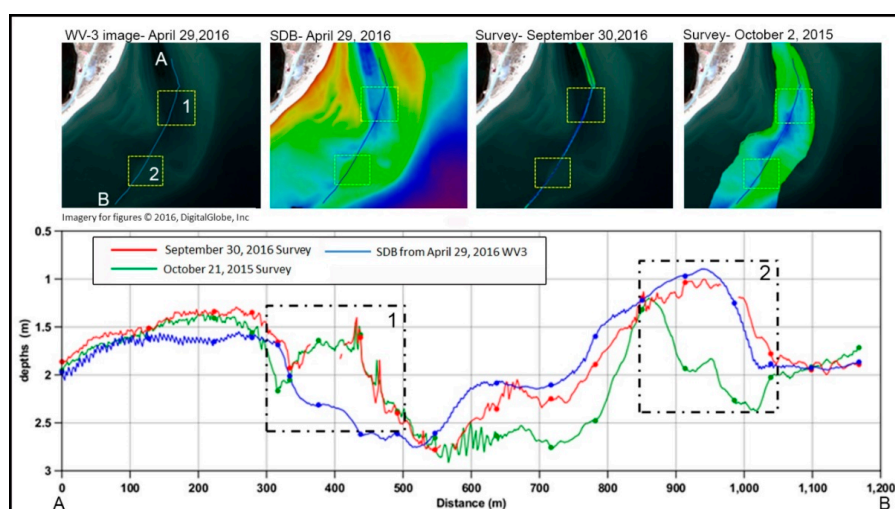 WV-3 image- April 29,2016
SDB- April 29, 2016
Survey- September 30,2016
Survey- October 2, 2015
A
1
2
B
Imagery for figures © 2016, DigitalGlobe, Inc
September 30, 2016 Survey
SDB from April 29, 2016 WV3
October 21, 2015 Survey
1
2
depths (m)
0.5
1
1.5
2
2.5
3
0 100 200 300 400 500 600 700 800 900 1,000 1,100 1,200
A
Distance (m)
B